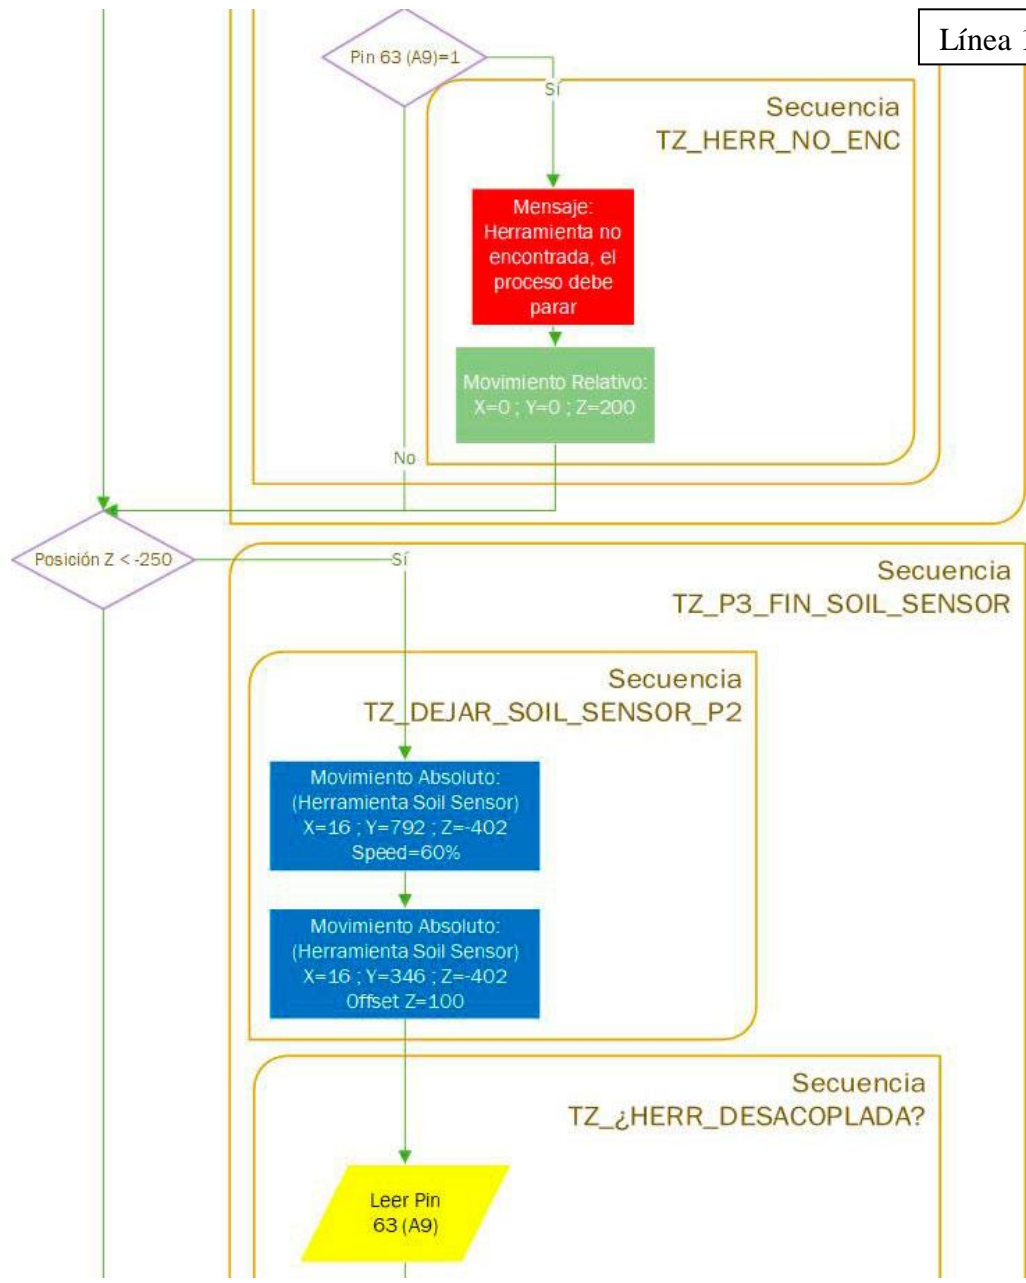 Línea 1
Pin 63 (A9)=1
Sí
Secuencia
TZ_HERR_NO_ENC
Mensaje:
Herramienta no
encontrada, el
proceso debe
parar
Movimiento Relativo:
X=0 ; Y=0 ; Z=200
No
Posición Z < -250
Sí
Secuencia
TZ_P3_FIN_SOIL_SENSOR
Secuencia
TZ_DEJAR_SOIL_SENSOR_P2
Movimiento Absoluto:
(Herramienta Soil Sensor)
X=16 ; Y=792 ; Z=-402
Speed=60%
Movimiento Absoluto:
(Herramienta Soil Sensor)
X=16 ; Y=346 ; Z=-402
Offset Z=100
Secuencia
TZ_¿HERR_DESACOPLADA?
Leer Pin
63 (A9)